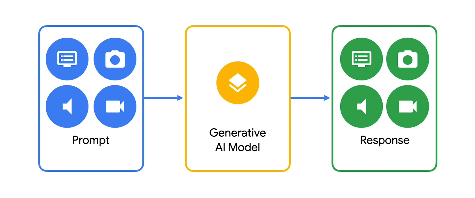 Prompt
Generative
AI Model
Response